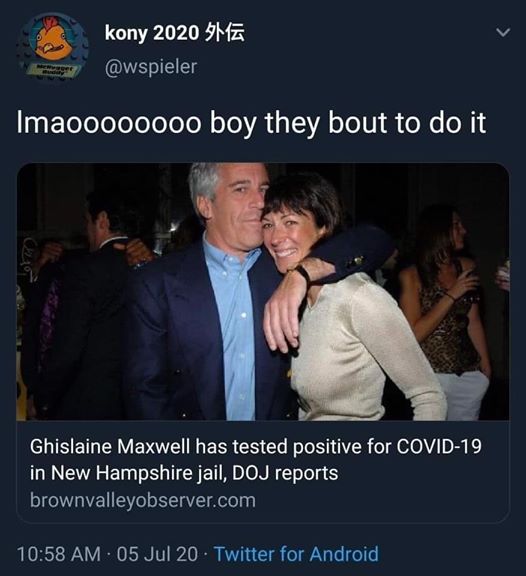 kony 2020 外伝
@wspieler
lmaooooooooo boy they bout to do it
Ghislaine Maxwell has tested positive for COVID-19
in New Hampshire jail, DOJ reports
brownvalleyobserver.com
10:58 AM · 05 Jul 20 · Twitter for Android